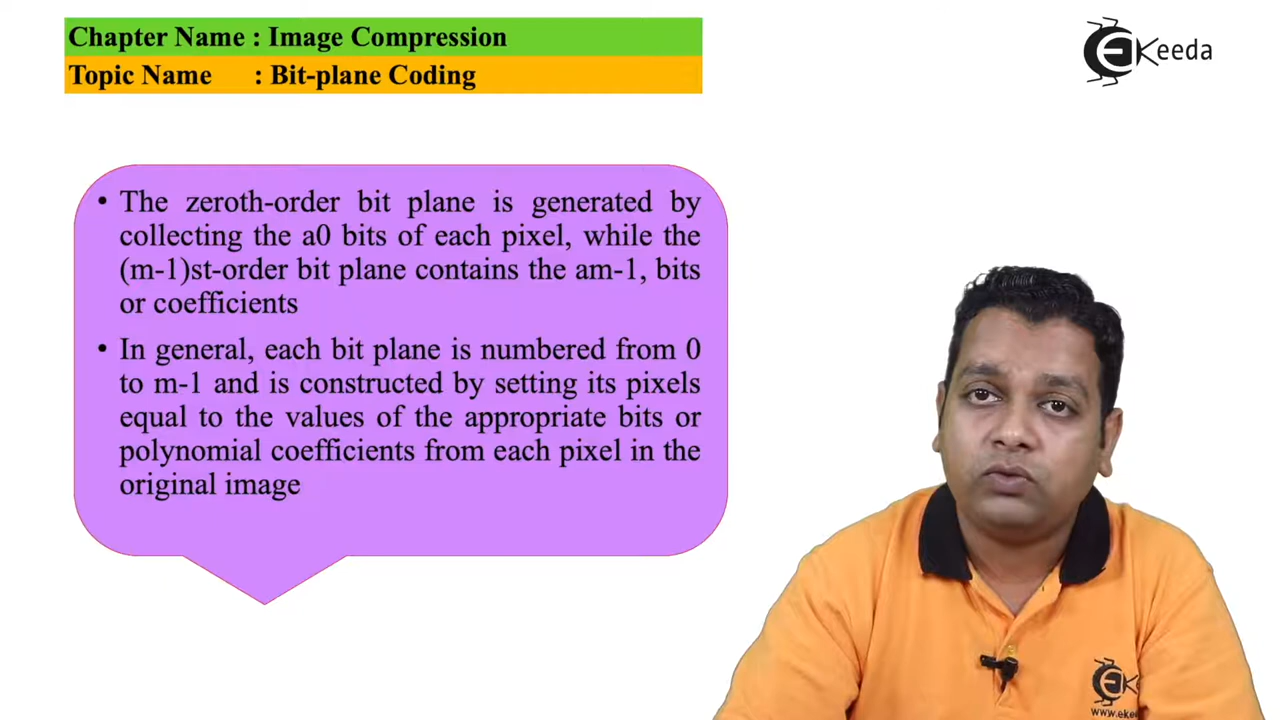 Chapter Name : Image Compression
Topic Name : Bit-plane Coding
EKeeda
• The zeroth-order bit plane is generated by
collecting the a0 bits of each pixel, while the
(m-1)st-order bit plane contains the am-1, bits
or coefficients
• In general, each bit plane is numbered from 0
to m-1 and is constructed by setting its pixels
equal to the values of the appropriate bits or
polynomial coefficients from each pixel in the
original image